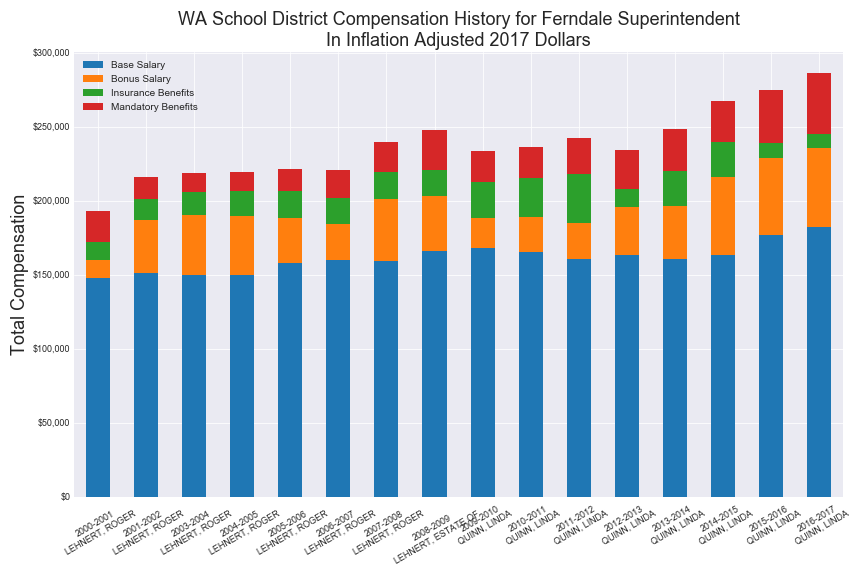 WA School District Compensation History for Ferndale Superintendent
In Inflation Adjusted 2017 Dollars
Total Compensation
$300,000
$250,000
$200,000
$150,000
$100,000
$50,000
$0
Base Salary
Bonus Salary
Insurance Benefits
Mandatory Benefits
2000-2001
LEHNERT, ROGER
2001-2002
LEHNERT, ROGER
2003-2004
LEHNERT, ROGER
2004-2005
LEHNERT, ROGER
2005-2006
LEHNERT, ROGER
2006-2007
LEHNERT, ROGER
2007-2008
LEHNERT, ROGER
2008-2009
LEHNERT, ESTATE OF
2009-2010
QUINN, LINDA
2010-2011
QUINN, LINDA
2011-2012
QUINN, LINDA
2012-2013
QUINN, LINDA
2013-2014
QUINN, LINDA
2014-2015
QUINN, LINDA
2015-2016
QUINN, LINDA
2016-2017
QUINN, LINDA